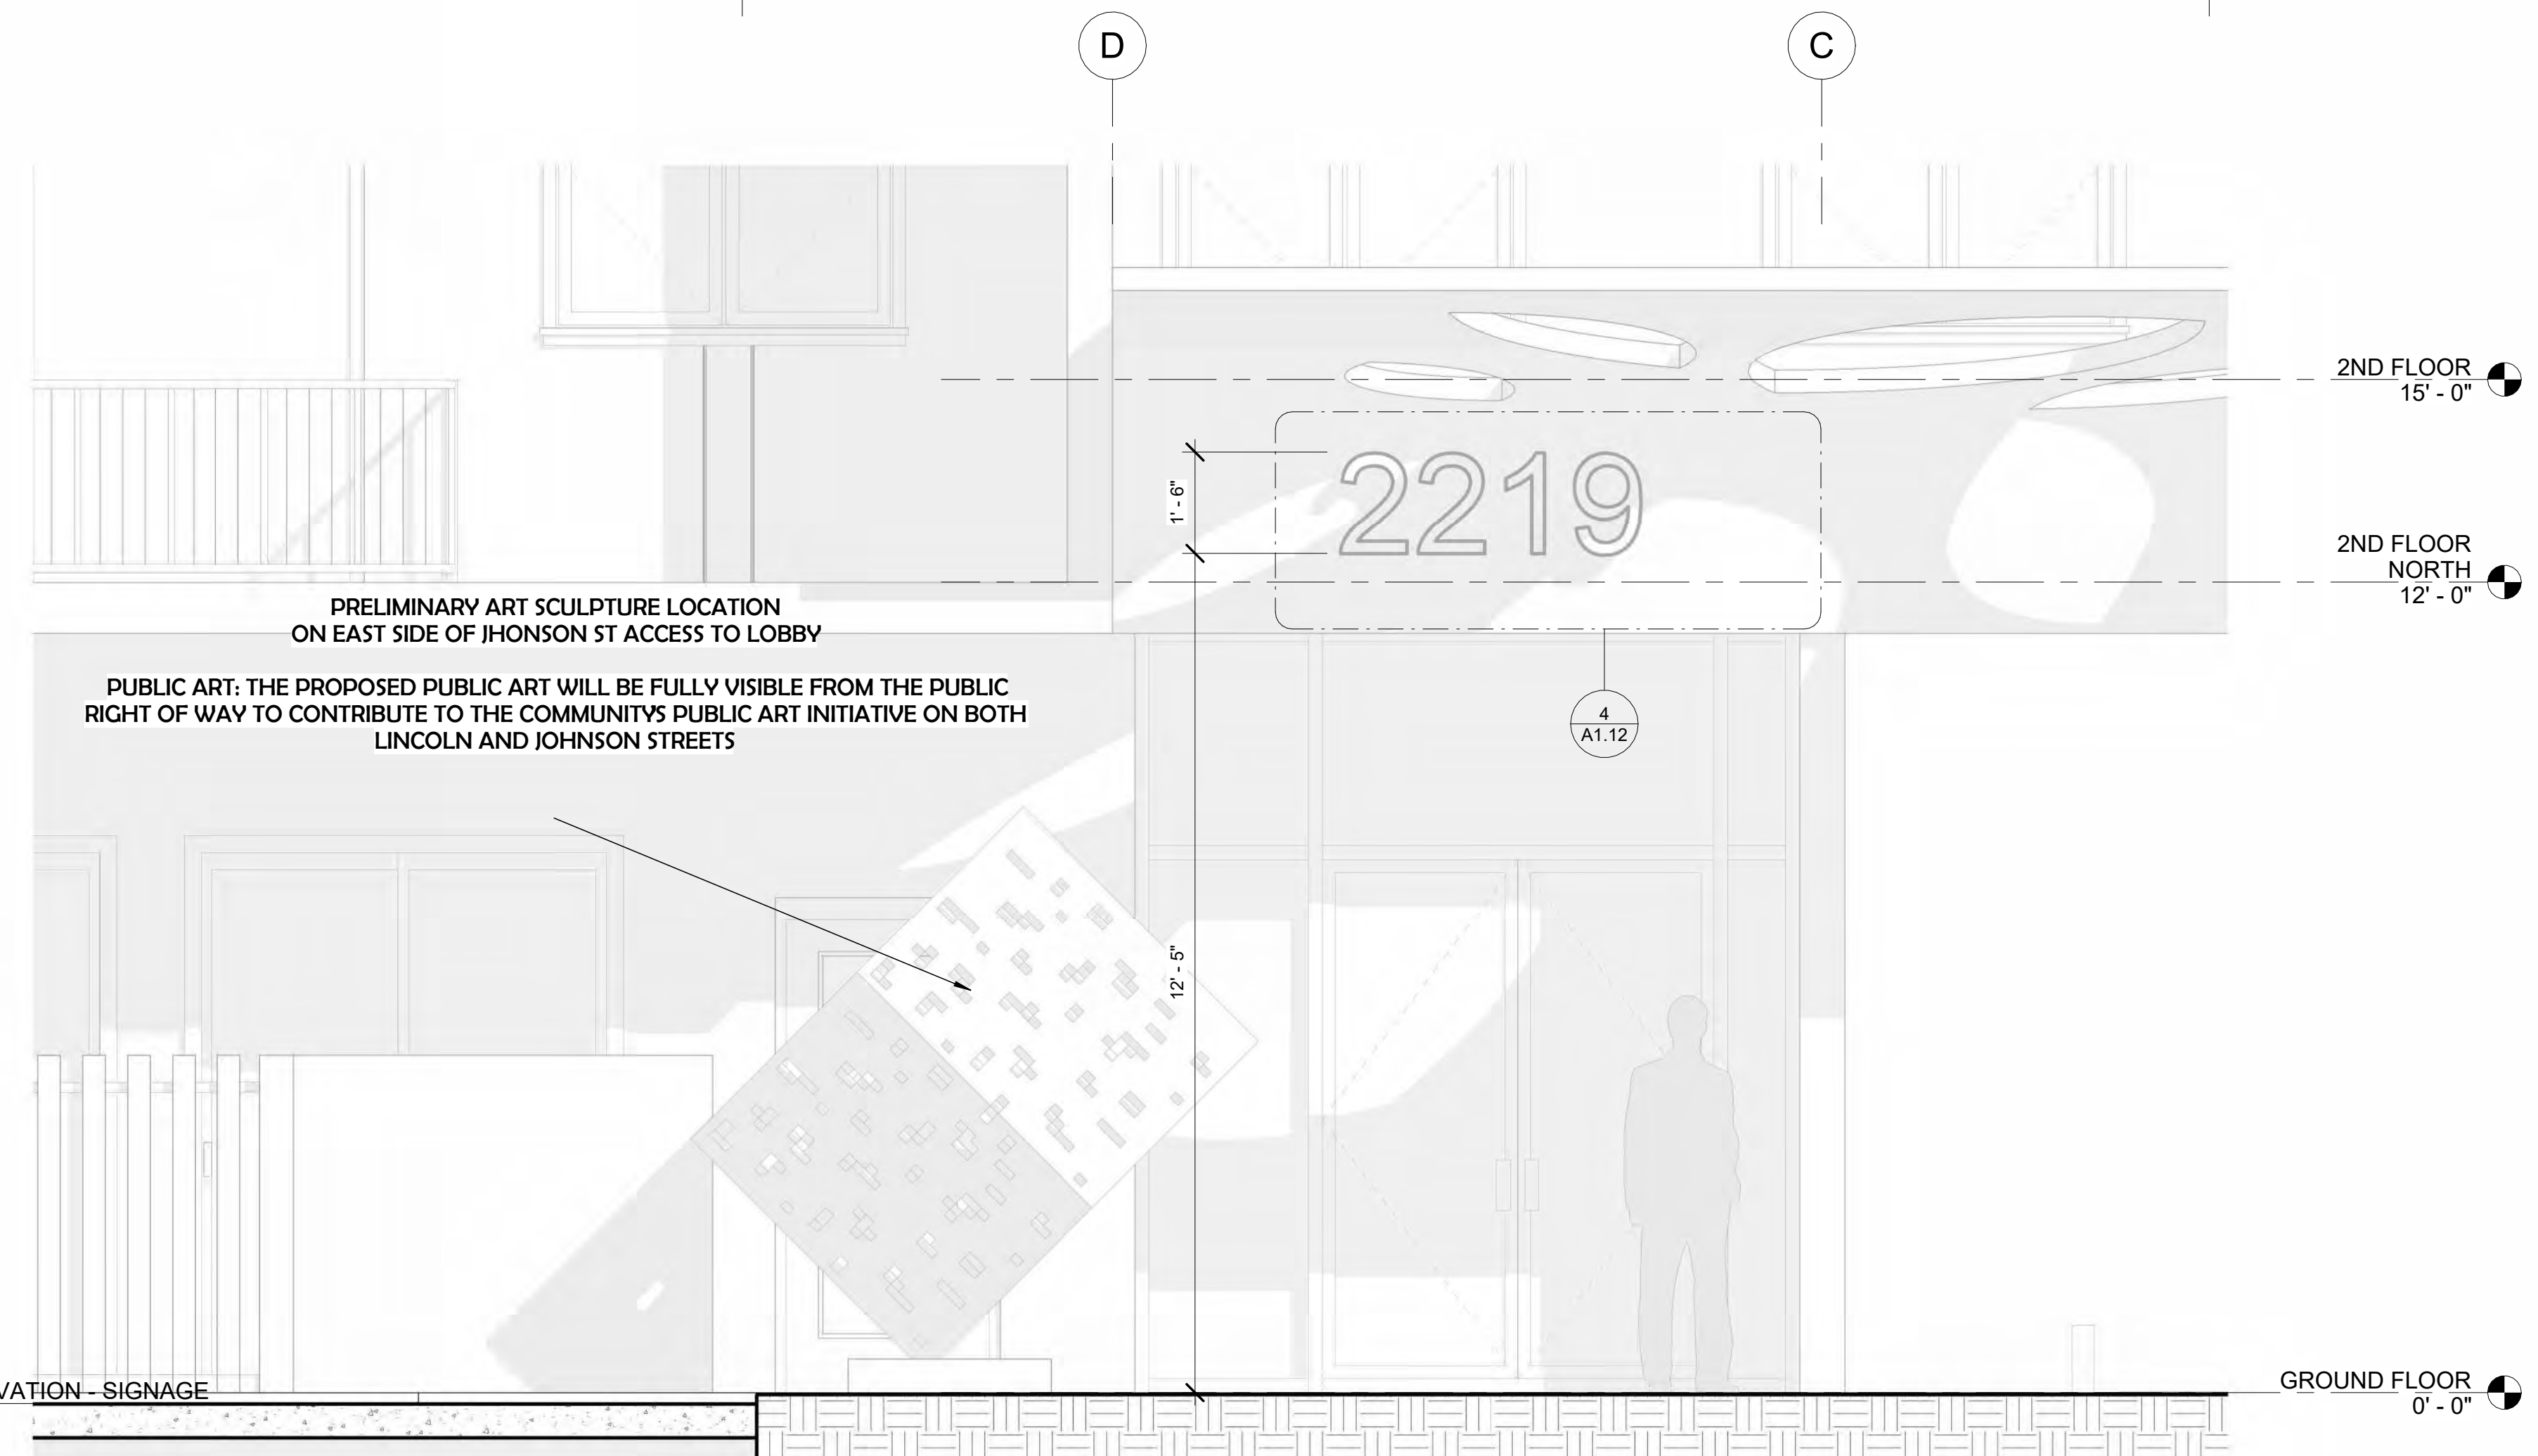 D
C
2ND FLOOR
15' - 0"
1' - 6"
2219
2ND FLOOR
NORTH
12' - 0"
PRELIMINARY ART SCULPTURE LOCATION
ON EAST SIDE OF JHONSON ST ACCESS TO LOBBY
PUBLIC ART: THE PROPOSED PUBLIC ART WILL BE FULLY VISIBLE FROM THE PUBLIC
RIGHT OF WAY TO CONTRIBUTE TO THE COMMUNITY'S PUBLIC ART INITIATIVE ON BOTH
LINCOLN AND JOHNSON STREETS
4
A1.12
12' - 5"
VATION - SIGNAGE
GROUND FLOOR
0' - 0"